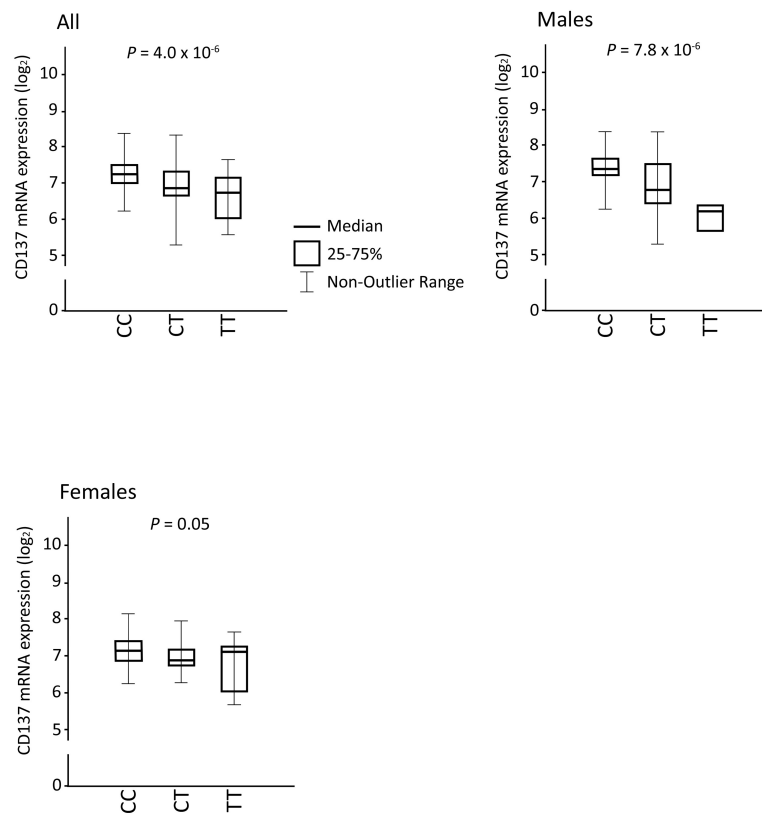 All
P = 4.0 x 10⁻⁶
CD137 mRNA expression (log₂)
10
9
8
7
6
5
0
CC
CT
TT
Median
25-75%
Non-Outlier Range
Males
P = 7.8 x 10⁻⁶
CD137 mRNA expression (log₂)
10
9
8
7
6
5
0
CC
CT
TT
Females
P = 0.05
CD137 mRNA expression (log₂)
10
9
8
7
6
5
0
CC
CT
TT